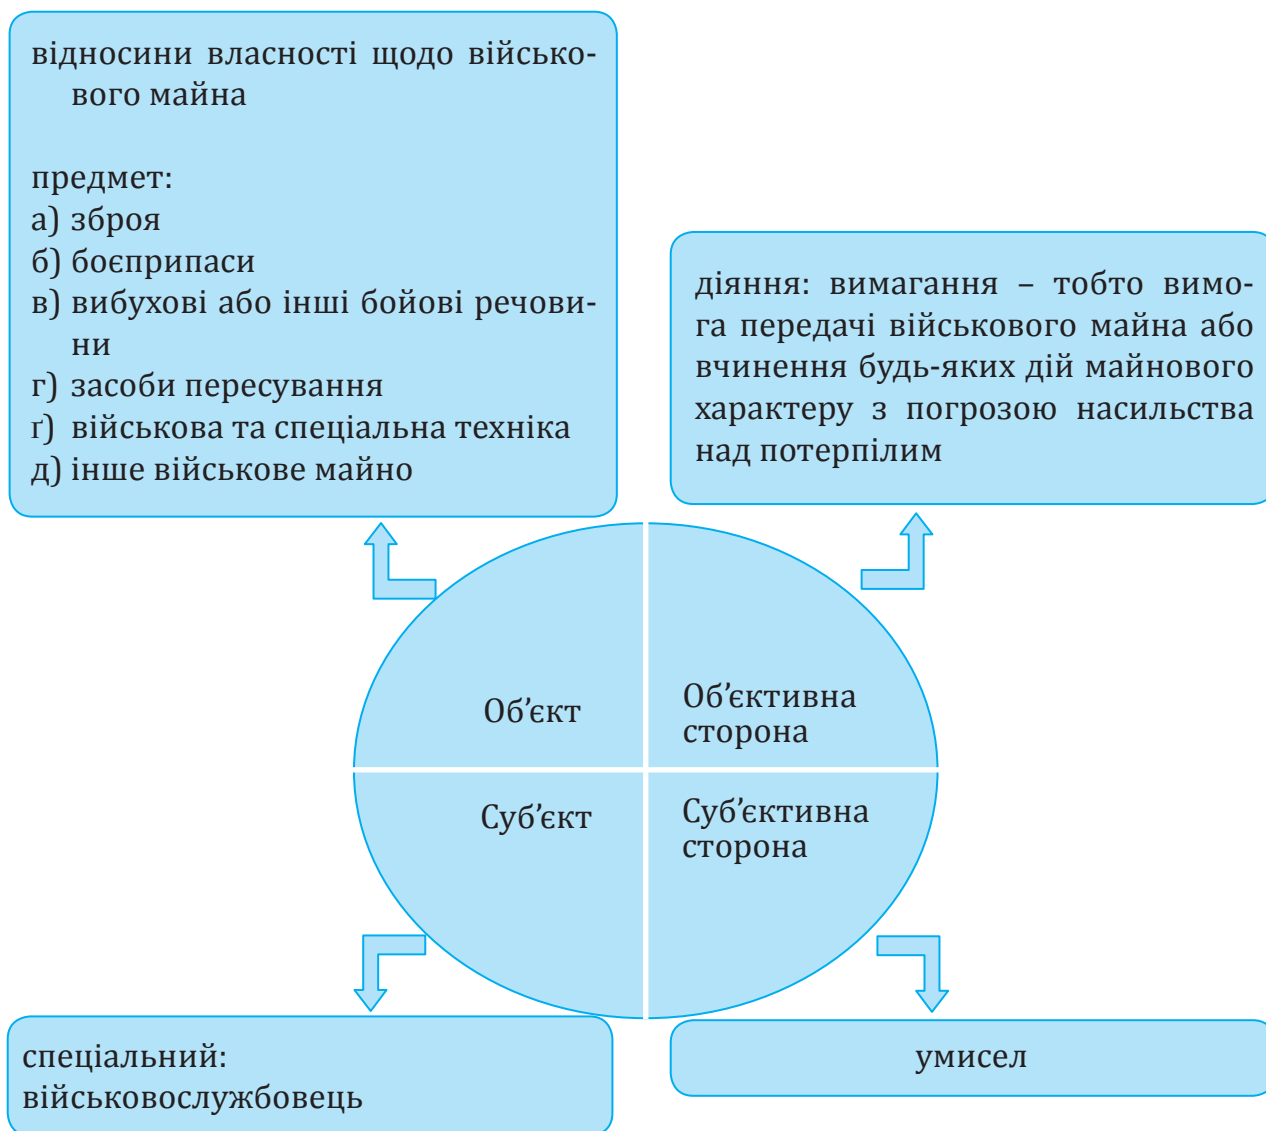 відносини власності щодо військо-
вого майна
предмет:
а) зброя
б) боєприпаси
в) вибухові або інші бойові речови-
ни
г) засоби пересування
ґ) військова та спеціальна техніка
д) інше військове майно
діяння: вимагання – тобто вимо-
га передачі військового майна або
вчинення будь-яких дій майнового
характеру з погрозою насильства
над потерпілим
Об’єкт
Об’єктивна
сторона
Суб’єкт
Суб’єктивна
сторона
спеціальний:
військовослужбовець
умисел